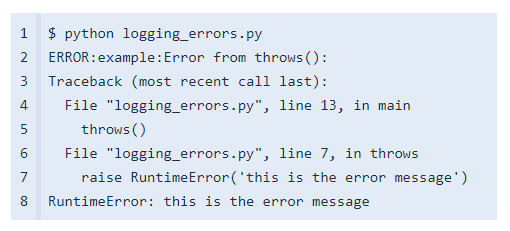 1 $ python logging_errors.py
2 ERROR:example:Error from throws():
3 Traceback (most recent call last):
4   File "logging_errors.py", line 13, in main
5     throws()
6   File "logging_errors.py", line 7, in throws
7     raise RuntimeError('this is the error message')
8 RuntimeError: this is the error message